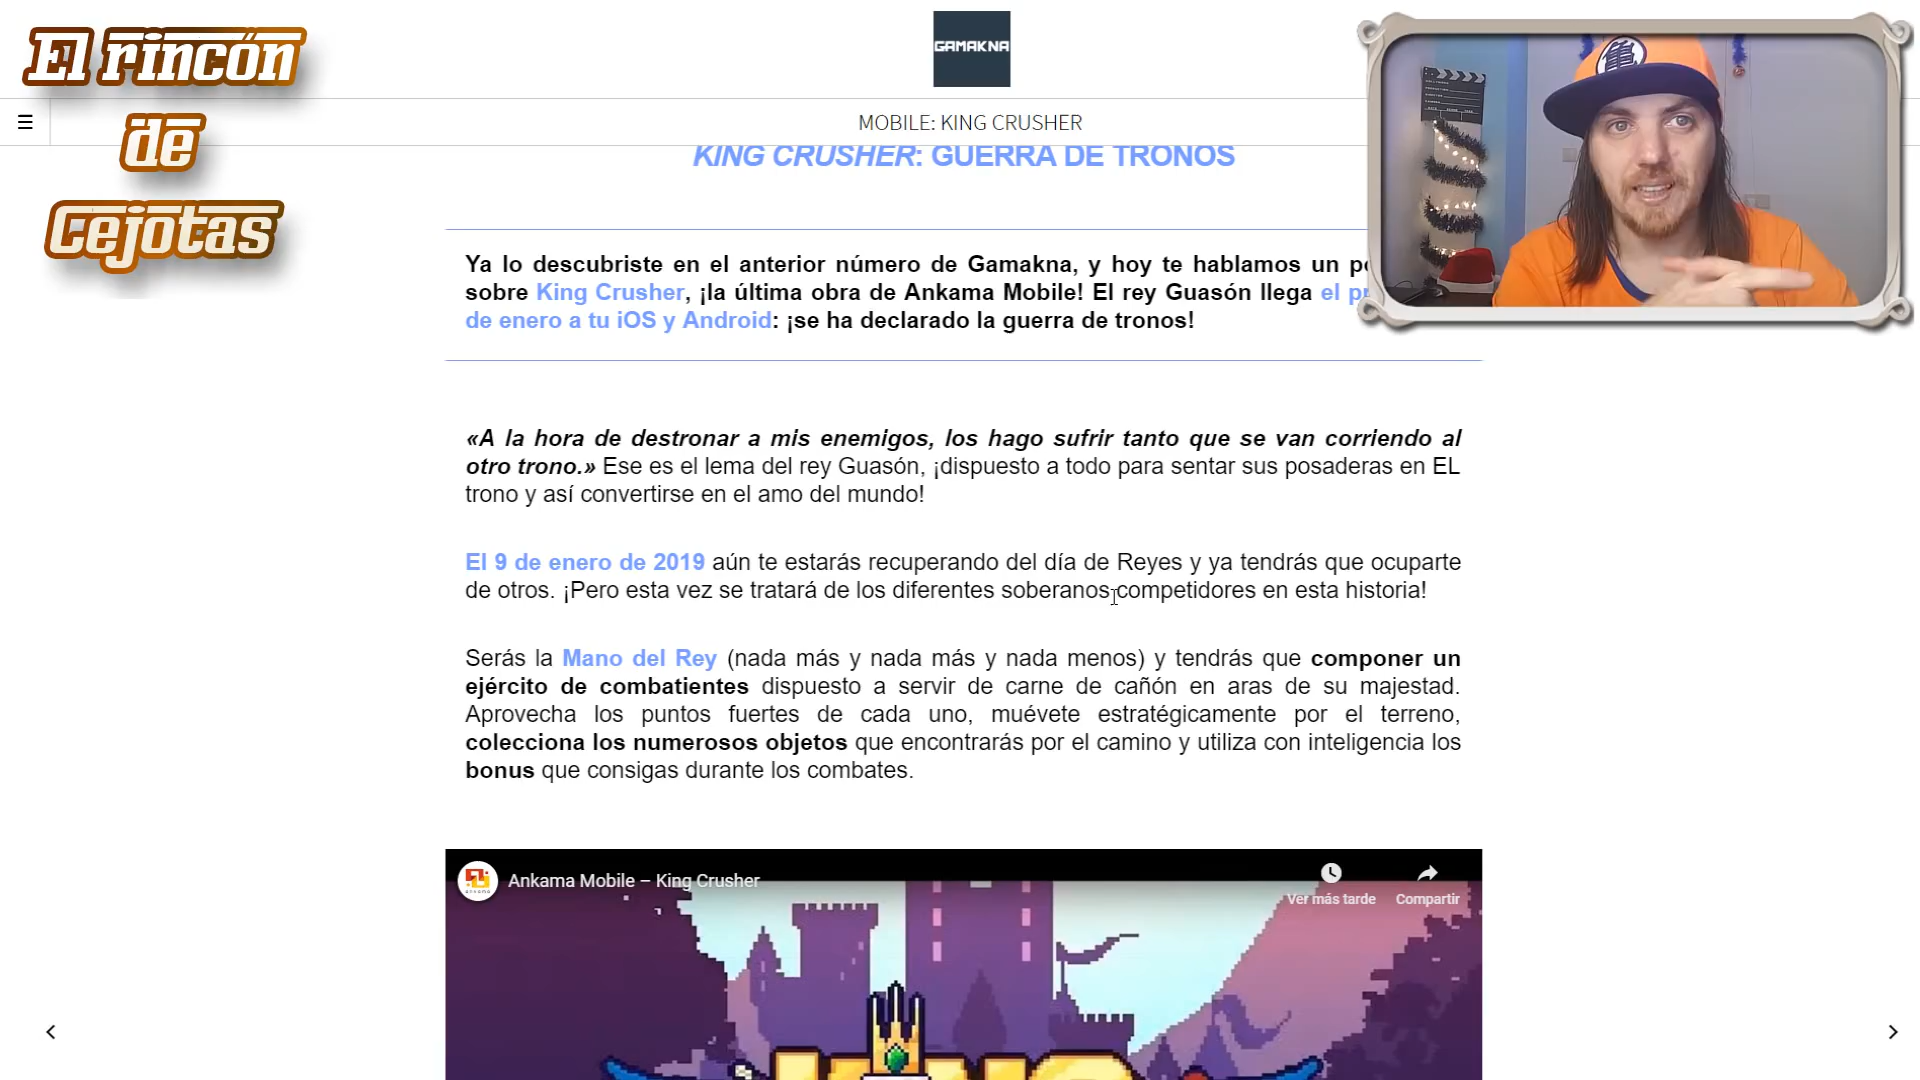 El rincón
de
Cejotas
GAMAKNA
☰
MOBILE: KING CRUSHER
KING CRUSHER: GUERRA DE TRONOS
Ya lo descubriste en el anterior número de Gamakna, y hoy te hablamos un
sobre King Crusher, ¡la última obra de Ankama Mobile! El rey Guasón llega el
de enero a tu iOS y Android: ¡se ha declarado la guerra de tronos!
«A la hora de destronar a mis enemigos, los hago sufrir tanto que se van corriendo al
otro trono.» Ese es el lema del rey Guasón, ¡dispuesto a todo para sentar sus posaderas en EL
trono y así convertirse en el amo del mundo!
El 9 de enero de 2019 aún te estarás recuperando del día de Reyes y ya tendrás que ocuparte
de otros. ¡Pero esta vez se tratará de los diferentes soberanos competidores en esta historia!
Serás la Mano del Rey (nada más y nada más y nada menos) y tendrás que componer un
ejército de combatientes dispuesto a servir de carne de cañón en aras de su majestad.
Aprovecha los puntos fuertes de cada uno, muévete estratégicamente por el terreno,
colecciona los numerosos objetos que encontrarás por el camino y utiliza con inteligencia los
bonus que consigas durante los combates.
Ankama Mobile – King Crusher
Ver más tarde
Compartir